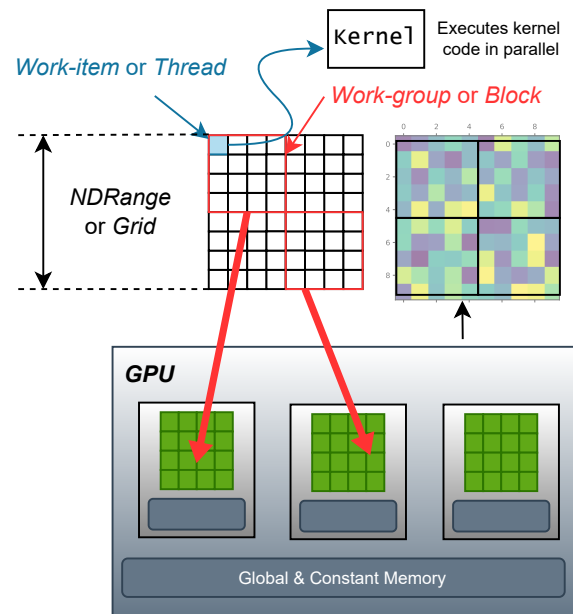 Kernel
Executes kernel
code in parallel
Work-item or Thread
Work-group or Block
NDRange
or Grid
0 2 4 6 8
0
2
4
6
8
GPU
Global & Constant Memory